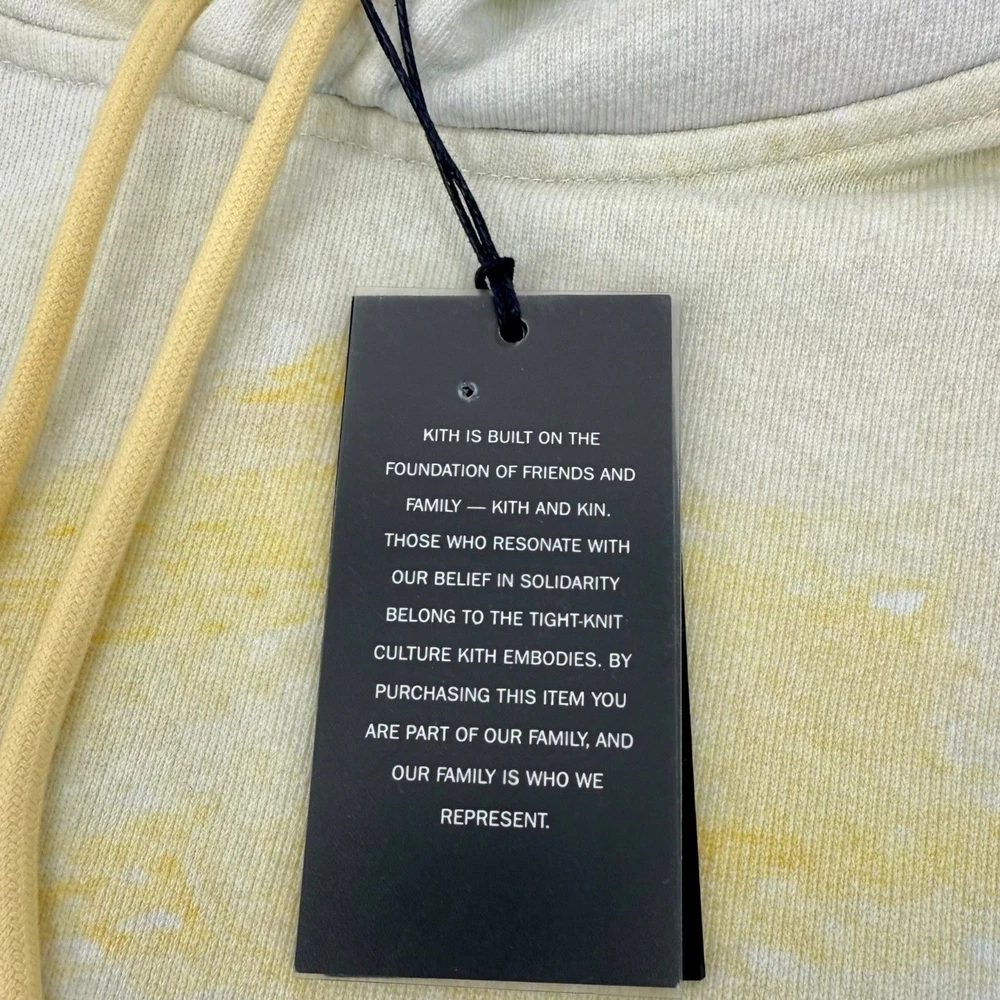 KITH IS BUILT ON THE
FOUNDATION OF FRIENDS AND
FAMILY — KITH AND KIN.
THOSE WHO RESONATE WITH
OUR BELIEF IN SOLIDARITY
BELONG TO THE TIGHT-KNIT
CULTURE KITH EMBODIES. BY
PURCHASING THIS ITEM YOU
ARE PART OF OUR FAMILY, AND
OUR FAMILY IS WHO WE
REPRESENT.